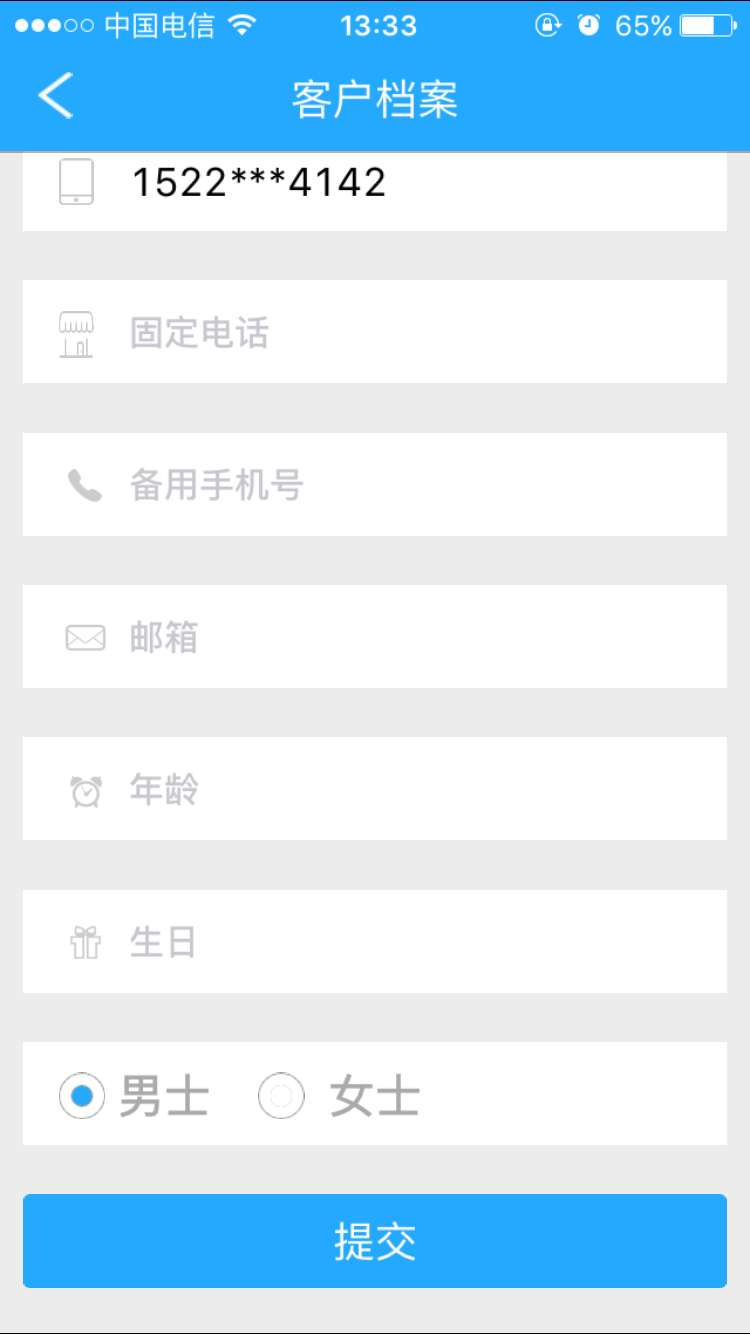 中国电信 13:33 65%
客户档案
1522***4142
固定电话
备用手机号
邮箱
年龄
生日
男士 女士
提交